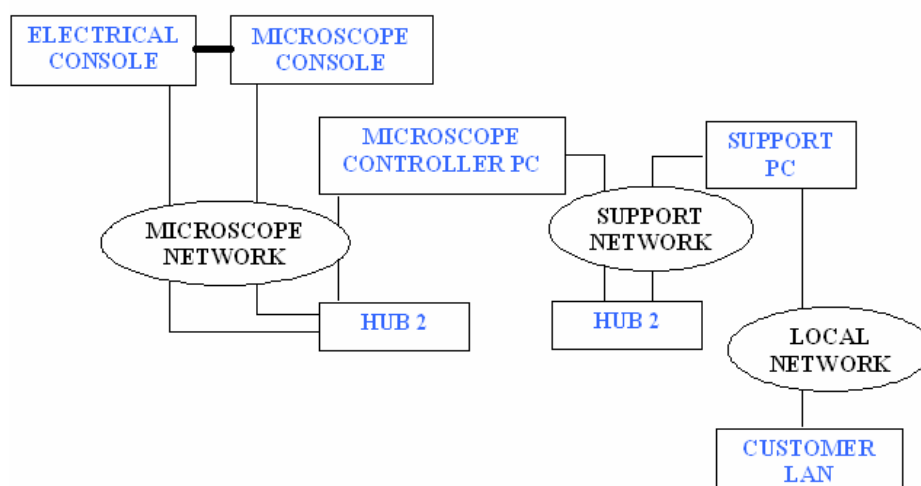 ELECTRICAL
CONSOLE
MICROSCOPE
CONSOLE
MICROSCOPE
CONTROLLER PC
SUPPORT
PC
MICROSCOPE
NETWORK
SUPPORT
NETWORK
HUB 2
HUB 2
LOCAL
NETWORK
CUSTOMER
LAN